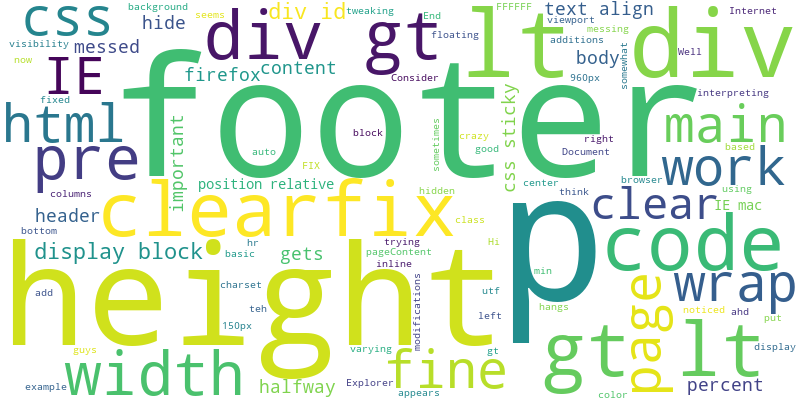 background
seems
div id
tweaking
End
FFFFFF
text align
Internet
css
hide
div
gt
lt
div
viewport
floating
additions
messing
visibility
messed
now
IE
firefox
content
Consider
body
somewhat
Well
960px
interpreting
fixed
footer
html
important
block
sometimes
crazy
css sticky
right
main
pre
auto
FIX
good
Document
based
work
position relative
hidden
center
think
browser
columns
using
clearfix
class
p
clear
IE mac
header
bottom
display block
hr
basic
gets
trying
pageContent
inline
Hi
code
noticed
ahd
put
height
add
charset
teh
150px
modifications
utf
left
min
hangs
page
wrap
color
display
guys
varying
gt
fine
gt
lt
example
width
halfway
Explorer
appears
percent